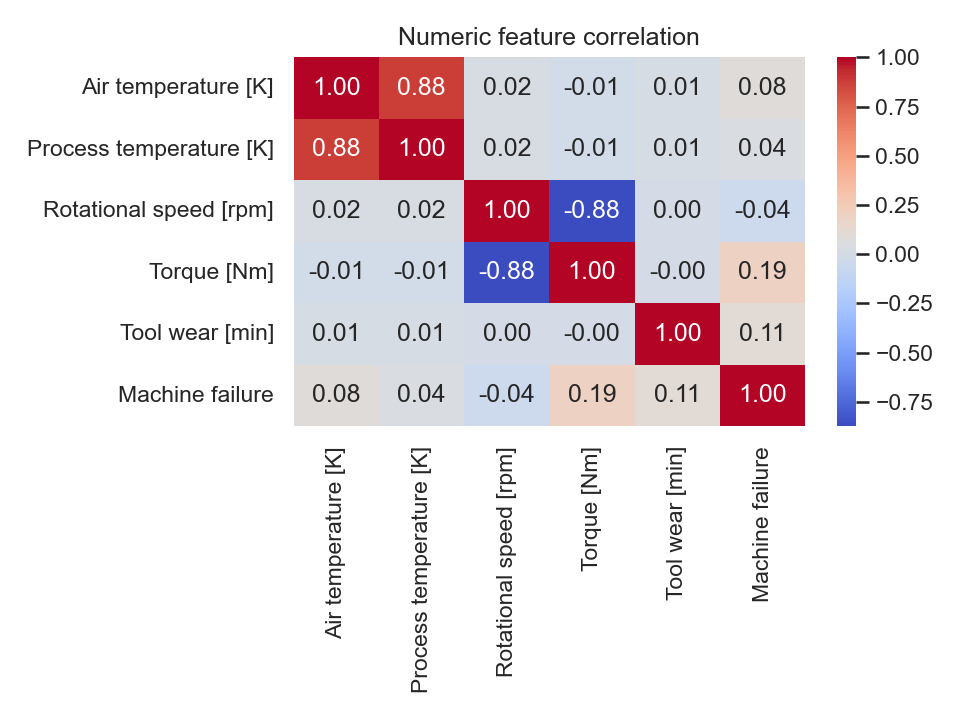 Numeric feature correlation
Air temperature [K] 1.00 0.88 0.02 -0.01 0.01 0.08
Process temperature [K] 0.88 1.00 0.02 -0.01 0.01 0.04
Rotational speed [rpm] 0.02 0.02 1.00 -0.88 0.00 -0.04
Torque [Nm] -0.01 -0.01 -0.88 1.00 -0.00 0.19
Tool wear [min] 0.01 0.01 0.00 -0.00 1.00 0.11
Machine failure 0.08 0.04 -0.04 0.19 0.11 1.00
Air temperature [K]
Process temperature [K]
Rotational speed [rpm]
Torque [Nm]
Tool wear [min]
Machine failure
1.00
0.75
0.50
0.25
0.00
−0.25
−0.50
−0.75